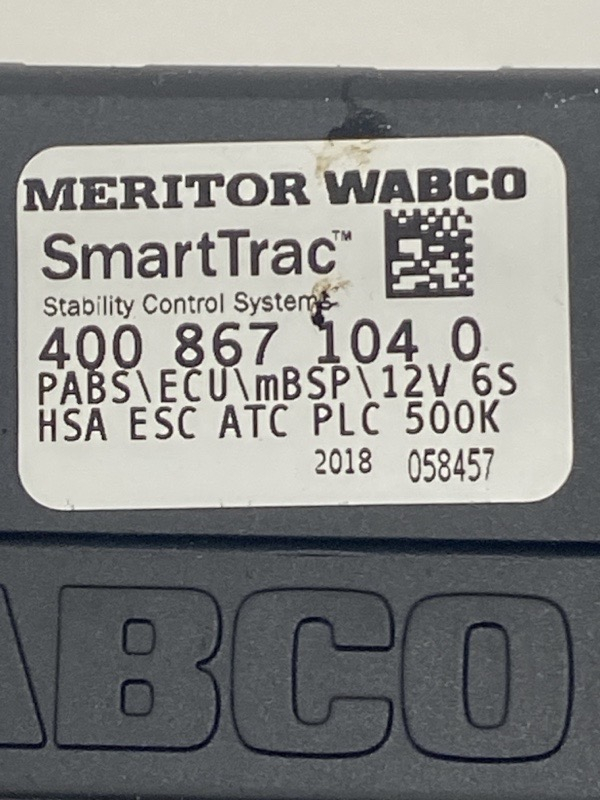 MERITOR WABCO
SmartTrac™
Stability Control Systems
400 867 104 0
PABS\ECU\mBSP\12V 6S
HSA ESC ATC PLC 500K
2018 058457
ABCO